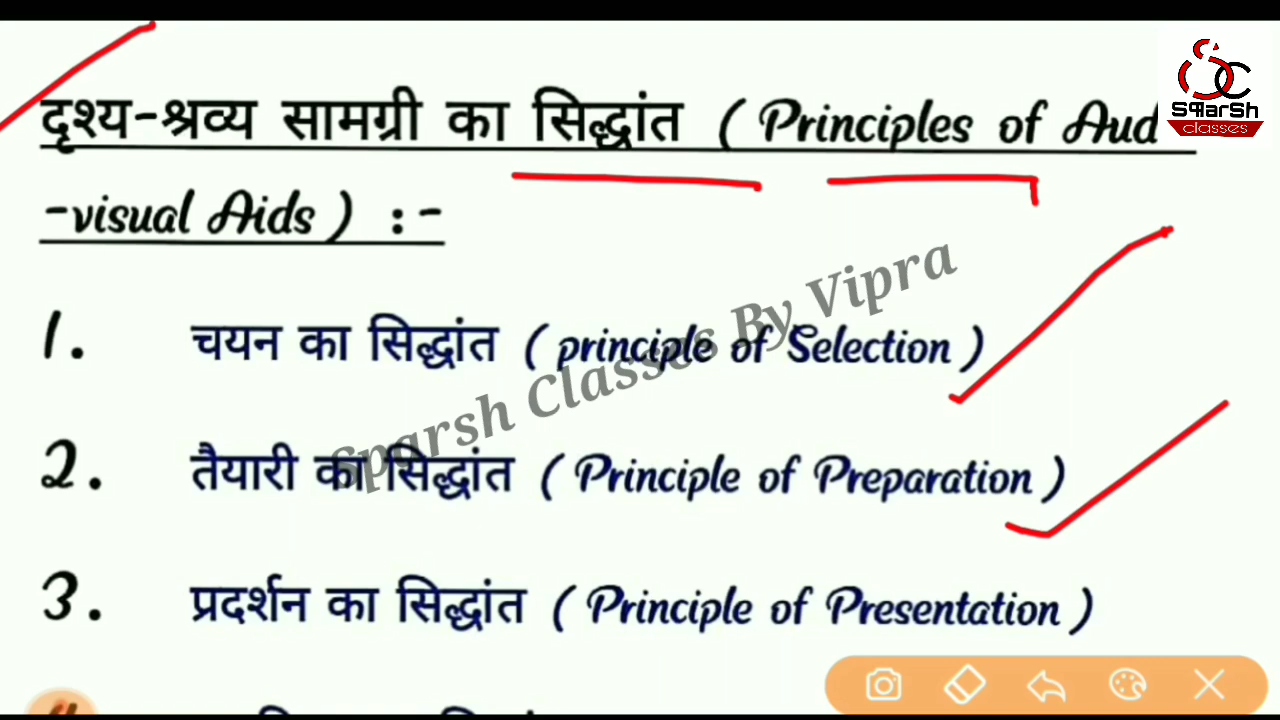 दृश्य-श्रव्य सामग्री का सिद्धांत ( Principles of Aud
-visual Aids ) :-
1. चयन का सिद्धांत ( principle of Selection )
2. तैयारी का सिद्धांत ( Principle of Preparation )
3. प्रदर्शन का सिद्धांत ( Principle of Presentation )
Sparsh Classes By Vipra
Sपarsh
classes